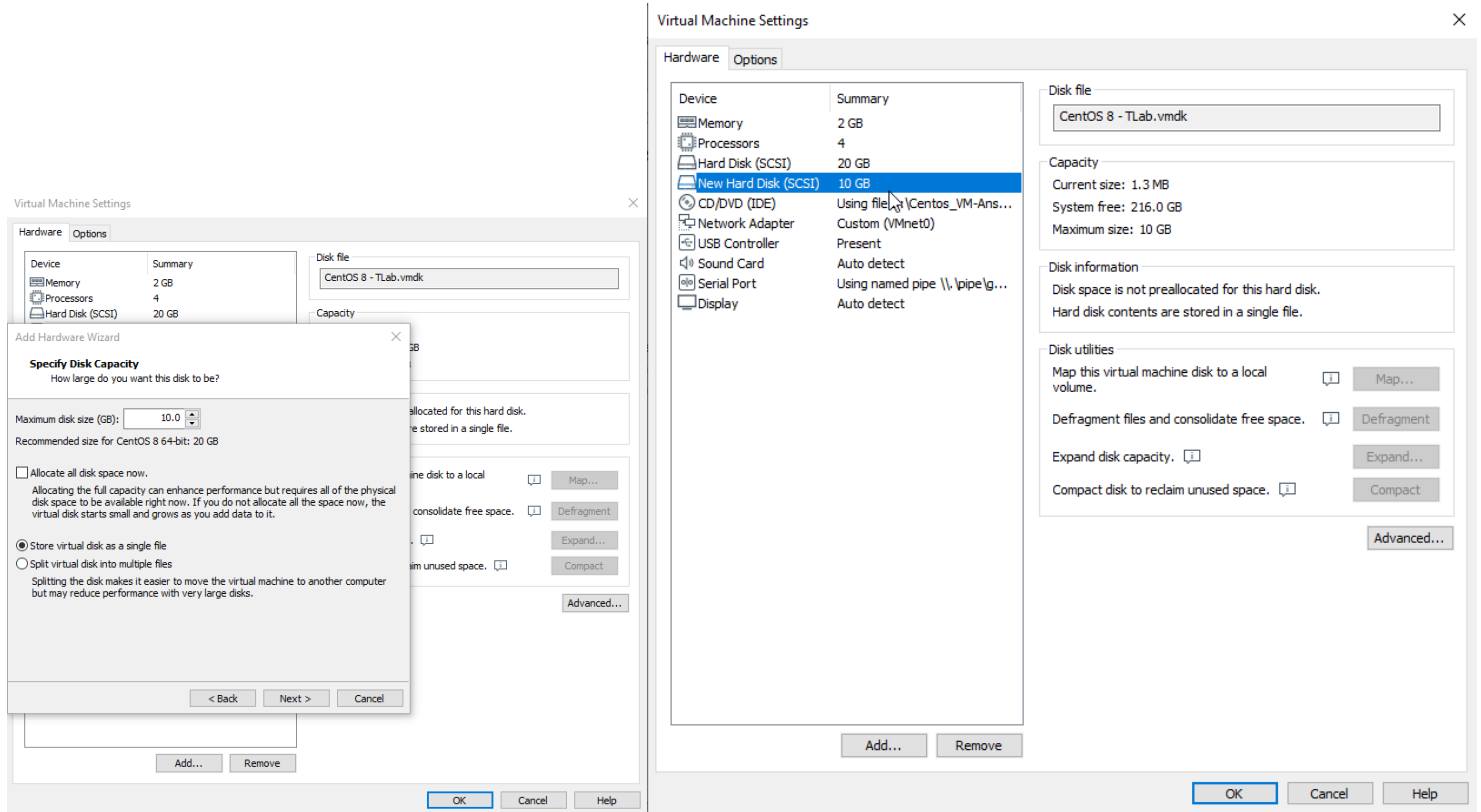 Virtual Machine Settings
Hardware
Options
Device Summary
Memory 2 GB
Processors 4
Hard Disk (SCSI) 20 GB
Disk file
CentOS 8 - TLab.vmdk
Capacity
GB
allocated for this hard disk.
re stored in a single file.
ine disk to a local
Map...
consolidate free space.
Defragment
.
Expand...
im unused space.
Compact
Advanced...
Add Hardware Wizard
Specify Disk Capacity
How large do you want this disk to be?
Maximum disk size (GB): 10.0
Recommended size for CentOS 8 64-bit: 20 GB
Allocate all disk space now.
Allocating the full capacity can enhance performance but requires all of the physical
disk space to be available right now. If you do not allocate all the space now, the
virtual disk starts small and grows as you add data to it.
Store virtual disk as a single file
Split virtual disk into multiple files
Splitting the disk makes it easier to move the virtual machine to another computer
but may reduce performance with very large disks.
< Back Next > Cancel
Add... Remove
OK Cancel Help
Virtual Machine Settings
Hardware
Options
Device Summary
Memory 2 GB
Processors 4
Hard Disk (SCSI) 20 GB
New Hard Disk (SCSI) 10 GB
CD/DVD (IDE) Using file \Centos_VM-Ans...
Network Adapter Custom (VMnet0)
USB Controller Present
Sound Card Auto detect
Serial Port Using named pipe \\.\pipe\g...
Display Auto detect
Add... Remove
Disk file
CentOS 8 - TLab.vmdk
Capacity
Current size: 1.3 MB
System free: 216.0 GB
Maximum size: 10 GB
Disk information
Disk space is not preallocated for this hard disk.
Hard disk contents are stored in a single file.
Disk utilities
Map this virtual machine disk to a local
volume.
Map...
Defragment files and consolidate free space.
Defragment
Expand disk capacity.
Expand...
Compact disk to reclaim unused space.
Compact
Advanced...
OK Cancel Help